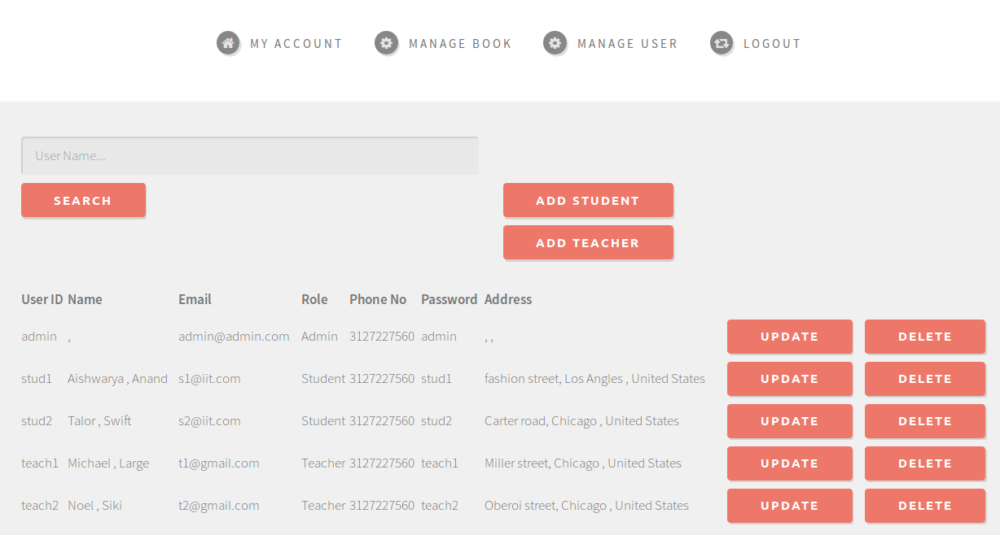 MY ACCOUNT MANAGE BOOK MANAGE USER LOGOUT
User Name...
SEARCH ADD STUDENT
ADD TEACHER
User ID Name Email Role Phone No Password Address
admin , admin@admin.com Admin 3127227560 admin , , UPDATE DELETE
stud1 Aishwarya , Anand s1@iit.com Student 3127227560 stud1 fashion street, Los Angles , United States UPDATE DELETE
stud2 Talor , Swift s2@iit.com Student 3127227560 stud2 Carter road, Chicago , United States UPDATE DELETE
teach1 Michael , Large t1@gmail.com Teacher 3127227560 teach1 Miller street, Chicago , United States UPDATE DELETE
teach2 Noel , Siki t2@gmail.com Teacher 3127227560 teach2 Oberoi street, Chicago , United States UPDATE DELETE